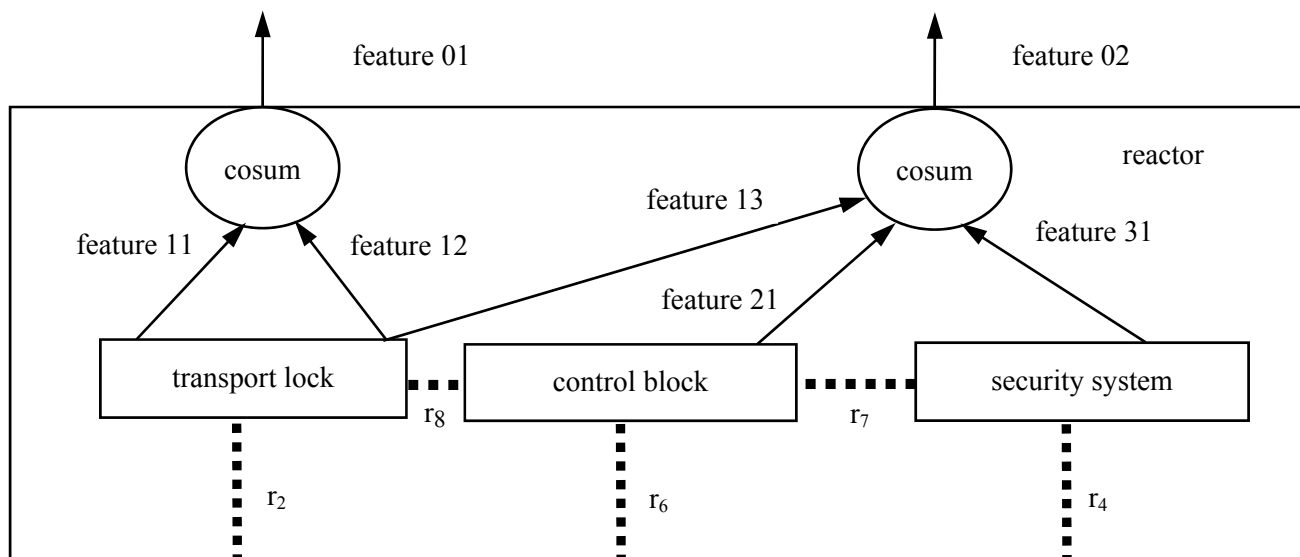 feature 01
feature 02
reactor
cosum
cosum
feature 13
feature 11
feature 12
feature 31
feature 21
transport lock
control block
security system
r8
r7
r2
r6
r4